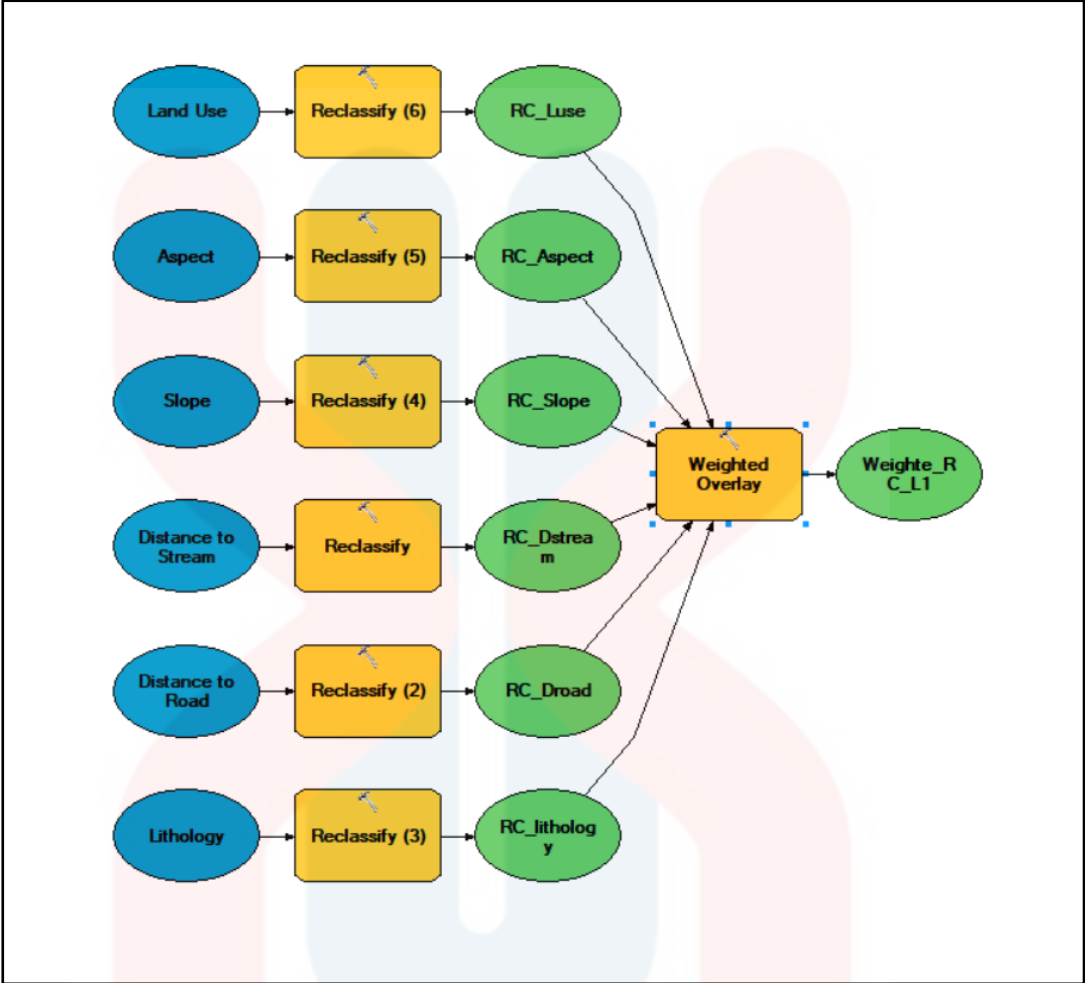 Land Use
Reclassify (6)
RC_Luse
Aspect
Reclassify (5)
RC_Aspect
Slope
Reclassify (4)
RC_Slope
Weighted
Overlay
Weighte_R
C_L1
Distance to
Stream
Reclassify
RC_Dstrea
m
Distance to
Road
Reclassify (2)
RC_Droad
Lithology
Reclassify (3)
RC_litholog
y